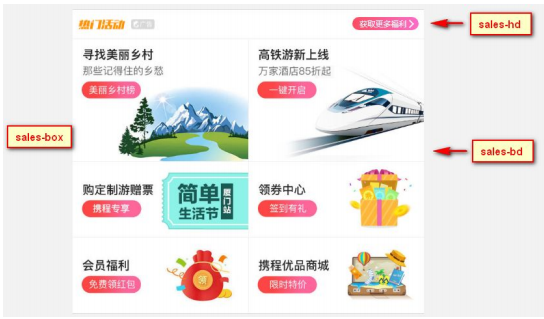 热门活动
广告
获取更多福利
sales-hd
寻找美丽乡村
那些记得住的乡愁
美丽乡村榜
高铁游新上线
万家酒店85折起
一键开启
sales-box
sales-bd
购定制游赠票
携程专享
简单
生活节
厦门站
领券中心
签到有礼
会员福利
免费领红包
领
携程优品商城
限时特价